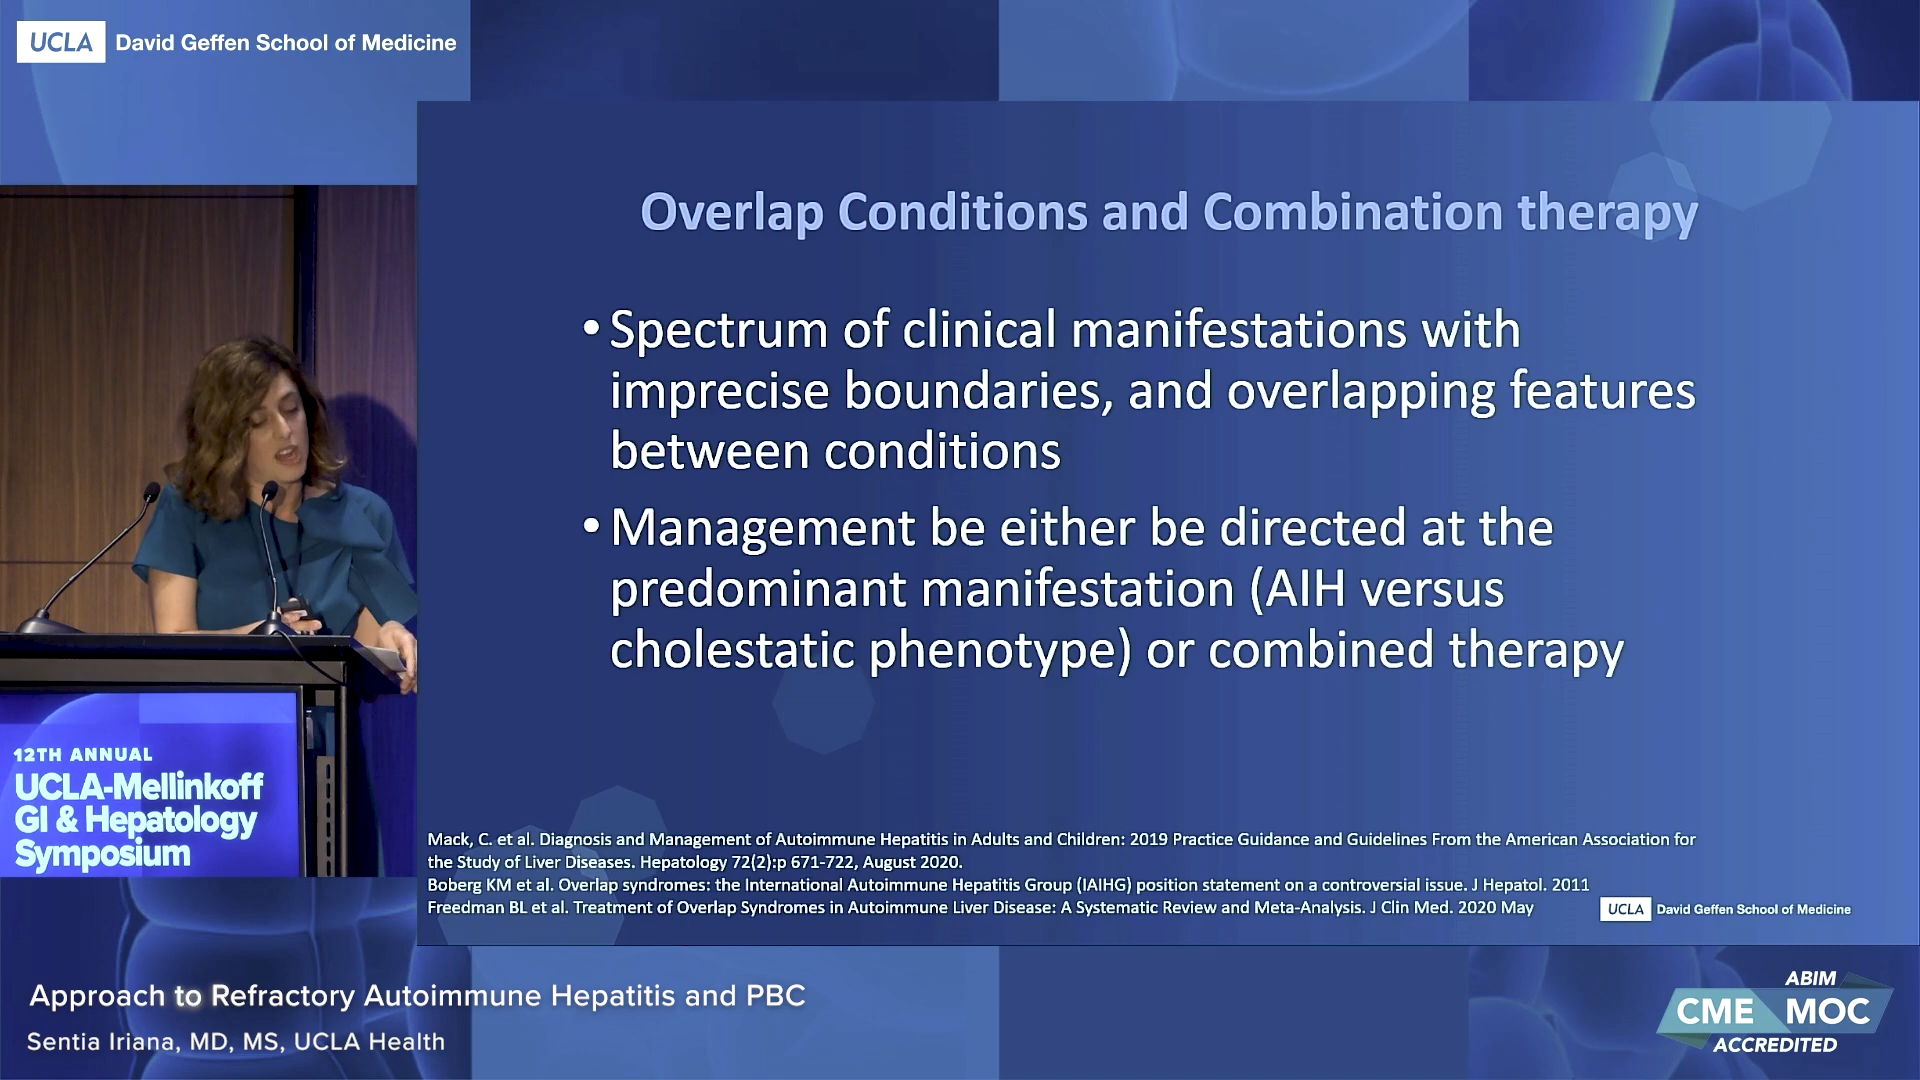 UCLA David Geffen School of Medicine
Overlap Conditions and Combination therapy
• Spectrum of clinical manifestations with
imprecise boundaries, and overlapping features
between conditions
• Management be either be directed at the
predominant manifestation (AIH versus
cholestatic phenotype) or combined therapy
12TH ANNUAL
UCLA-Mellinkoff
GI & Hepatology
Symposium
Mack, C. et al. Diagnosis and Management of Autoimmune Hepatitis in Adults and Children: 2019 Practice Guidance and Guidelines From the American Association for
the Study of Liver Diseases. Hepatology 72(2):p 671-722, August 2020.
Boberg KM et al. Overlap syndromes: the International Autoimmune Hepatitis Group (IAIHG) position statement on a controversial issue. J Hepatol. 2011
Freedman BL et al. Treatment of Overlap Syndromes in Autoimmune Liver Disease: A Systematic Review and Meta-Analysis. J Clin Med. 2020 May
UCLA David Geffen School of Medicine
Approach to Refractory Autoimmune Hepatitis and PBC
Sentia Iriana, MD, MS, UCLA Health
ABIM
CME MOC
ACCREDITED